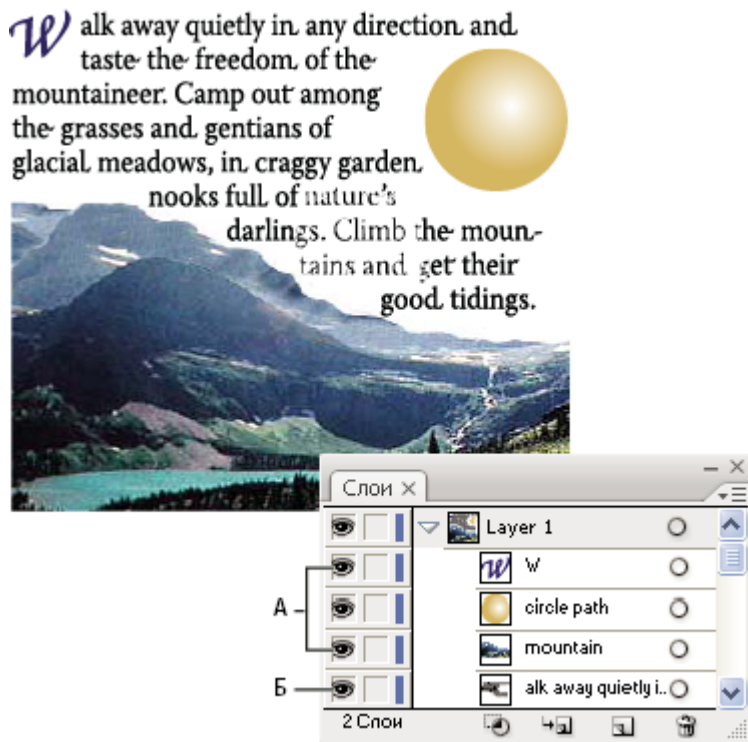 Walk away quietly in any direction and
taste the freedom of the
mountaineer. Camp out among
the grasses and gentians of
glacial meadows, in craggy garden
nooks full of nature's
darlings. Climb the moun-
tains and get their
good tidings.
Слои
Layer 1
W
circle path
mountain
alk away quietly i..
2 Слои
А
Б